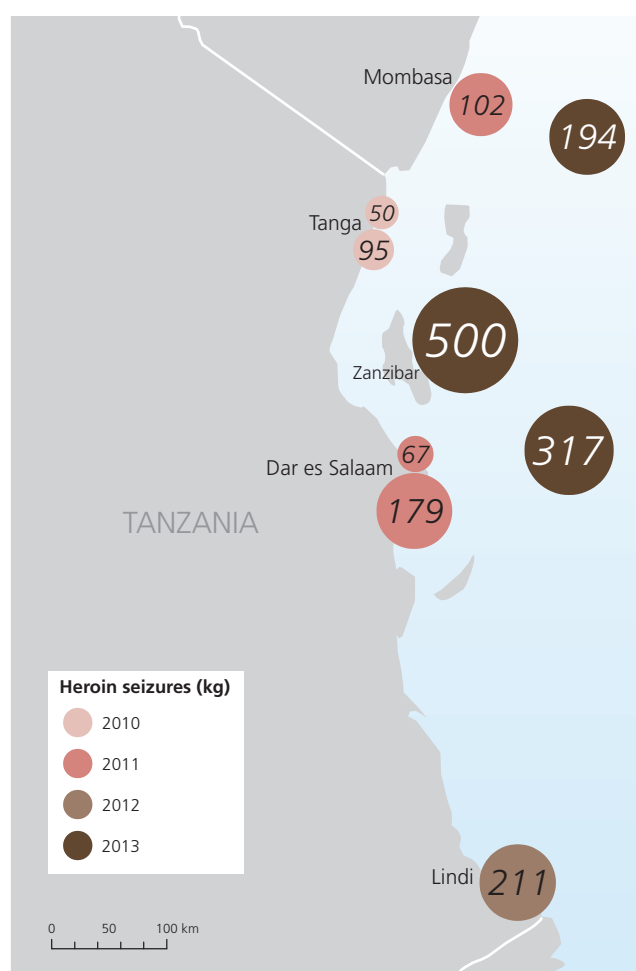 Mombasa
102
194
50
Tanga
95
500
Zanzibar
67
317
Dar es Salaam
179
TANZANIA
Heroin seizures (kg)
2010
2011
2012
2013
Lindi
211
0 50 100 km